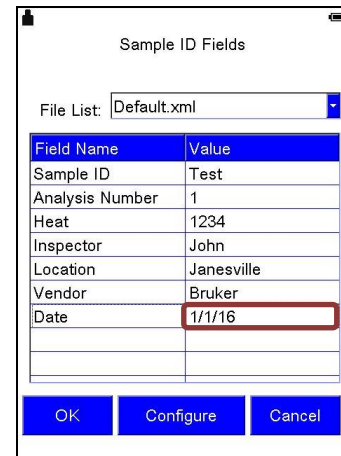 Sample ID Fields
File List: Default.xml
Field Name Value
Sample ID Test
Analysis Number 1
Heat 1234
Inspector John
Location Janesville
Vendor Bruker
Date 1/1/16
OK Configure Cancel